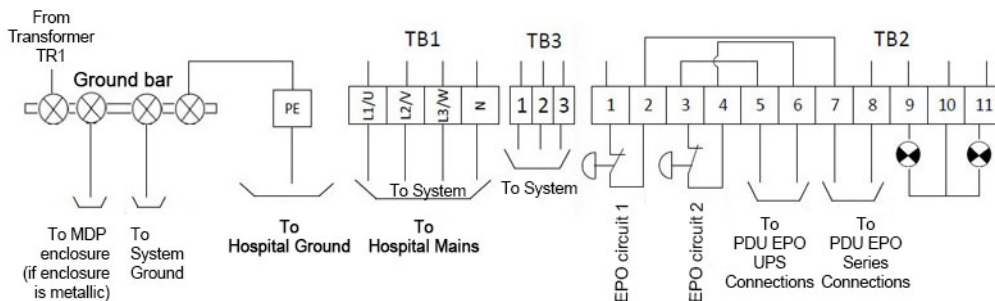 From
Transformer
TR1
Ground bar
TB1
TB3
TB2
PE
L1/U
L2/V
L3/W
N
1
2
3
1
2
3
4
5
6
7
8
9
10
11
To System
To System
To MDP
enclosure
(if enclosure
is metallic)
To
System
Ground
To
Hospital Ground
To
Hospital Mains
EPO circuit 1
EPO circuit 2
To
PDU EPO
UPS
Connections
To
PDU EPO
Series
Connections